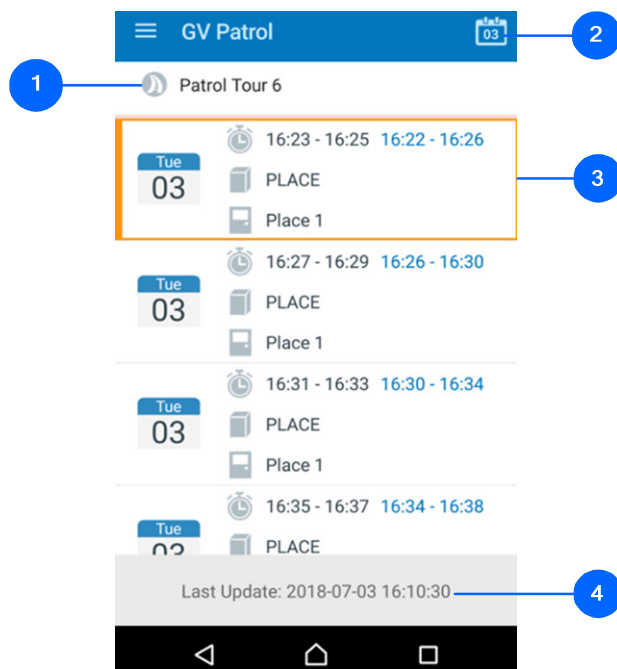 GV Patrol
03
2
1
Patrol Tour 6
16:23 - 16:25 16:22 - 16:26
Tue
03
PLACE
Place 1
3
16:27 - 16:29 16:26 - 16:30
Tue
03
PLACE
Place 1
16:31 - 16:33 16:30 - 16:34
Tue
03
PLACE
Place 1
16:35 - 16:37 16:34 - 16:38
Tue
03
PLACE
Last Update: 2018-07-03 16:10:30
4